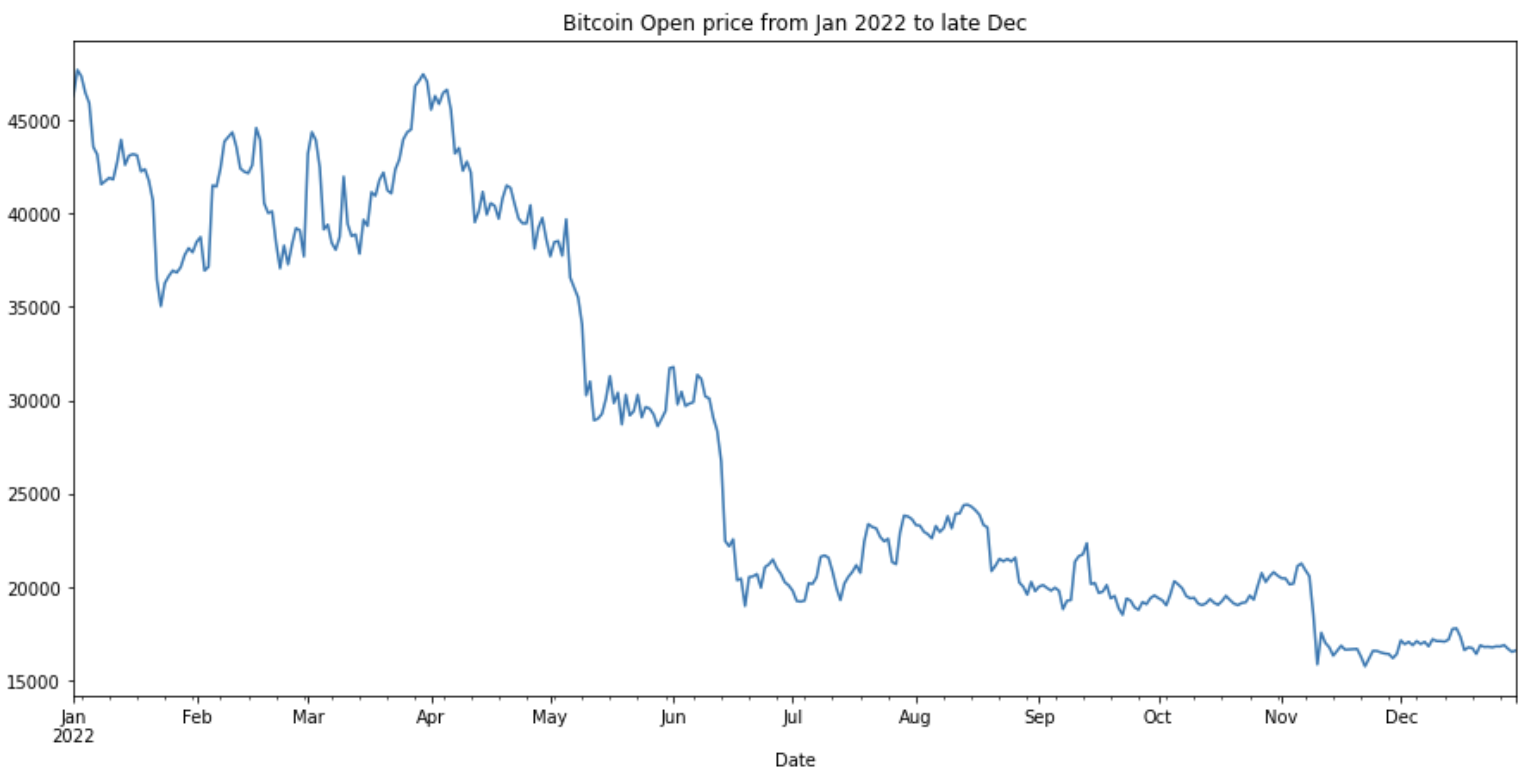 Bitcoin Open price from Jan 2022 to late Dec
45000
40000
35000
30000
25000
20000
15000
Jan Feb Mar Apr May Jun Jul Aug Sep Oct Nov Dec
2022
Date